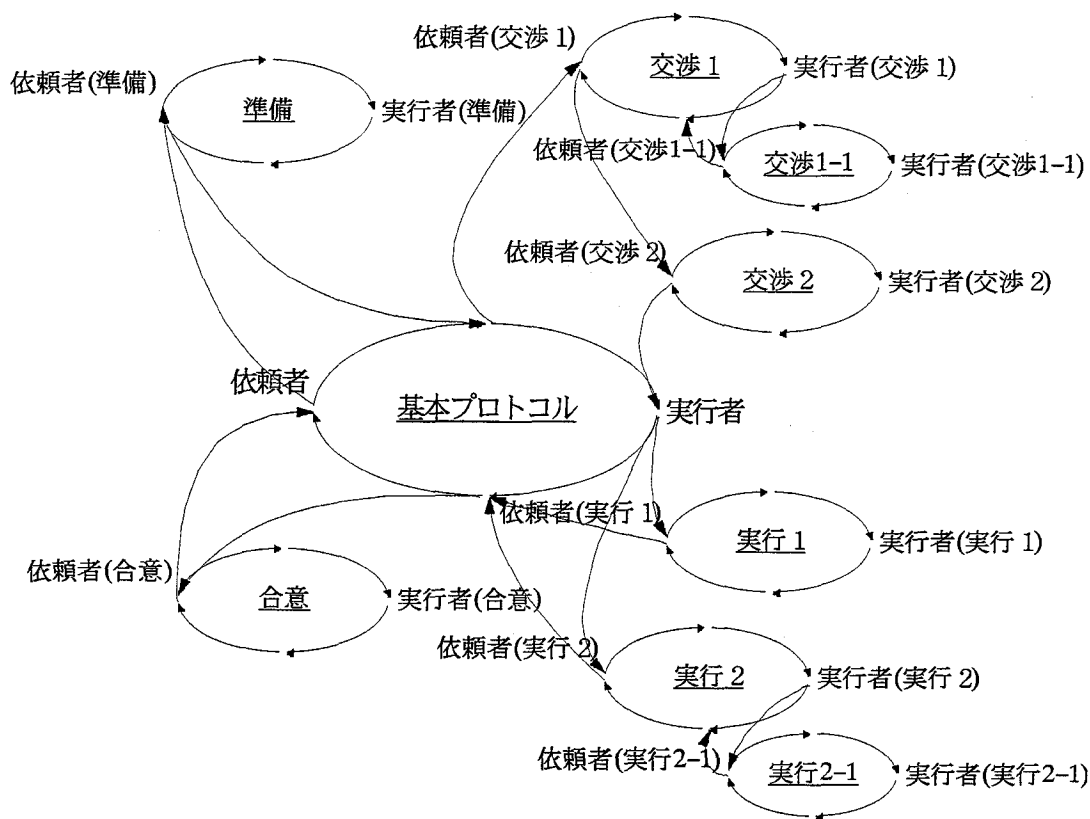 依頼者(交渉 1)
交渉 1
実行者(交渉 1)
依頼者(準備)
準備
実行者(準備)
依頼者(交渉1-1)
交渉1-1
実行者(交渉1-1)
依頼者(交渉 2)
交渉 2
実行者(交渉 2)
依頼者
基本プロトコル
実行者
依頼者(実行 1)
実行 1
実行者(実行 1)
依頼者(合意)
合意
実行者(合意)
依頼者(実行 2)
実行 2
実行者(実行 2)
依頼者(実行2-1)
実行2-1
実行者(実行2-1)